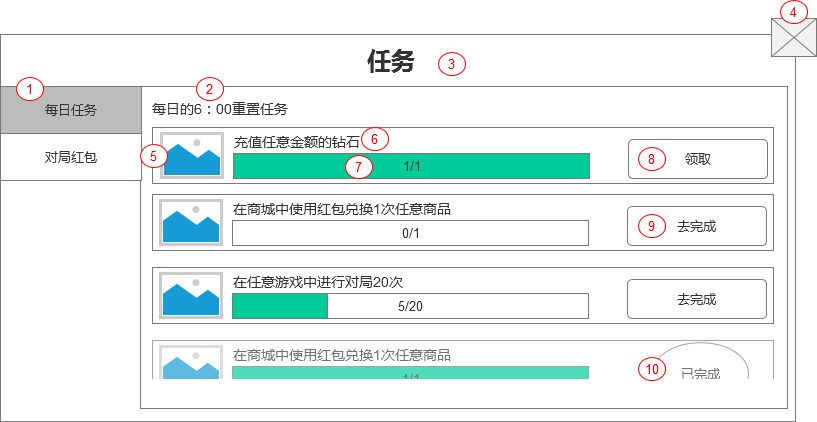 4
任务 3
1
每日任务
对局红包
2
每日的6：00重置任务
5
充值任意金额的钻石 6
7 1/1
8 领取
在商城中使用红包兑换1次任意商品
0/1
9 去完成
在任意游戏中进行对局20次
5/20
去完成
在商城中使用红包兑换1次任意商品
1/1
10 已完成